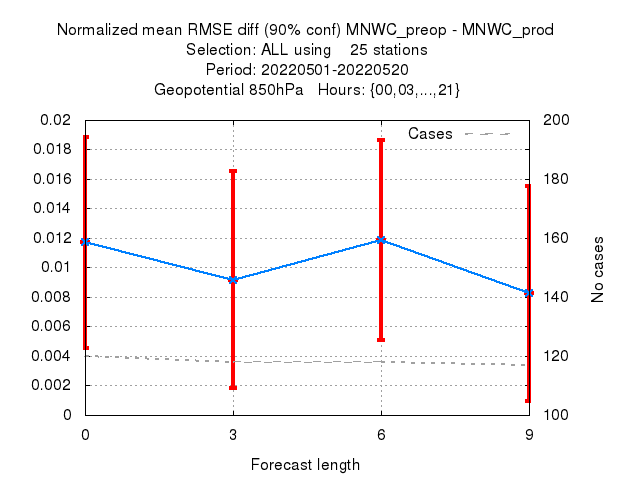 Normalized mean RMSE diff (90% conf) MNWC_preop - MNWC_prod
Selection: ALL using    25 stations
Period: 20220501-20220520
Geopotential 850hPa   Hours: {00,03,...,21}
Cases
0.02
0.018
0.016
0.014
0.012
0.01
0.008
0.006
0.004
0.002
0
200
180
160
140
120
100
No cases
0 3 6 9
Forecast length